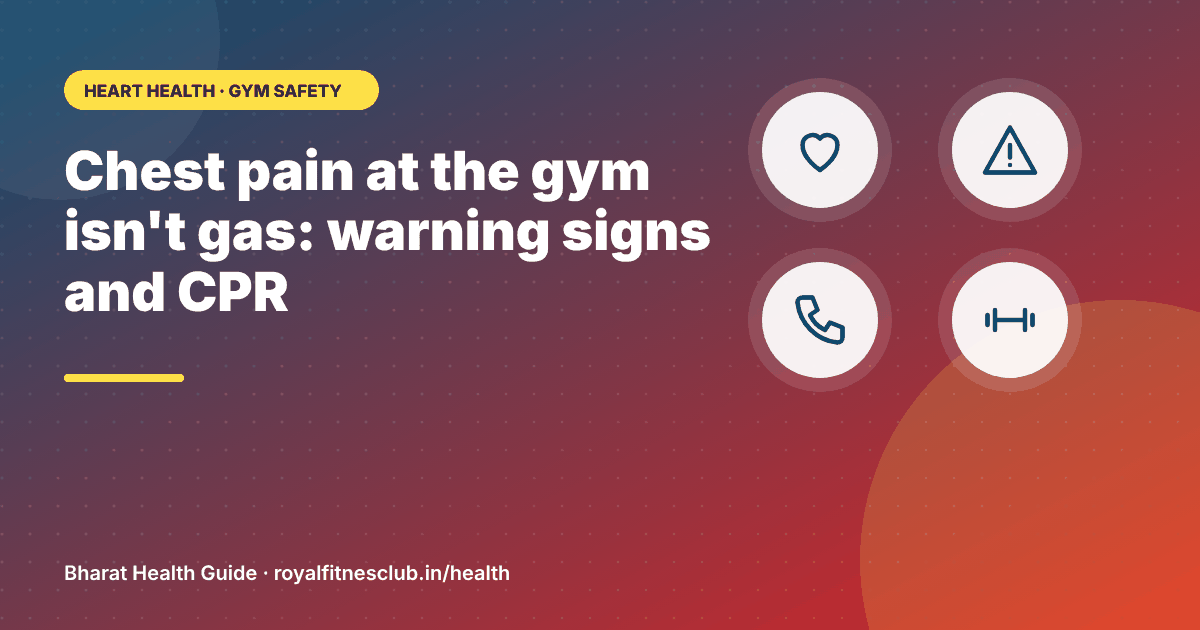 HEART HEALTH · GYM SAFETY
Chest pain at the gym
isn't gas: warning signs
and CPR
Bharat Health Guide · royalfitnesclub.in/health